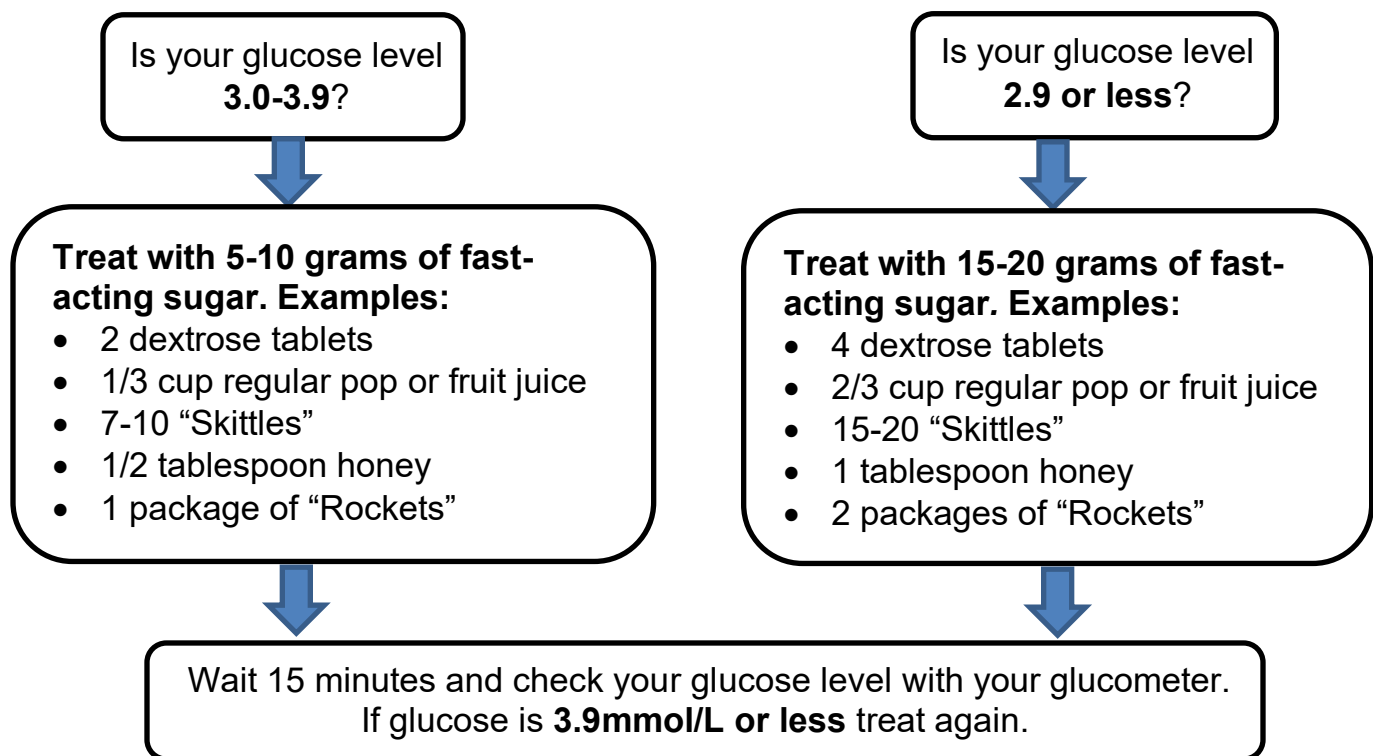 Is your glucose level
3.0-3.9?
Treat with 5-10 grams of fast-
acting sugar. Examples:
• 2 dextrose tablets
• 1/3 cup regular pop or fruit juice
• 7-10 “Skittles”
• 1/2 tablespoon honey
• 1 package of “Rockets”
Is your glucose level
2.9 or less?
Treat with 15-20 grams of fast-
acting sugar. Examples:
• 4 dextrose tablets
• 2/3 cup regular pop or fruit juice
• 15-20 “Skittles”
• 1 tablespoon honey
• 2 packages of “Rockets”
Wait 15 minutes and check your glucose level with your glucometer.
If glucose is 3.9mmol/L or less treat again.